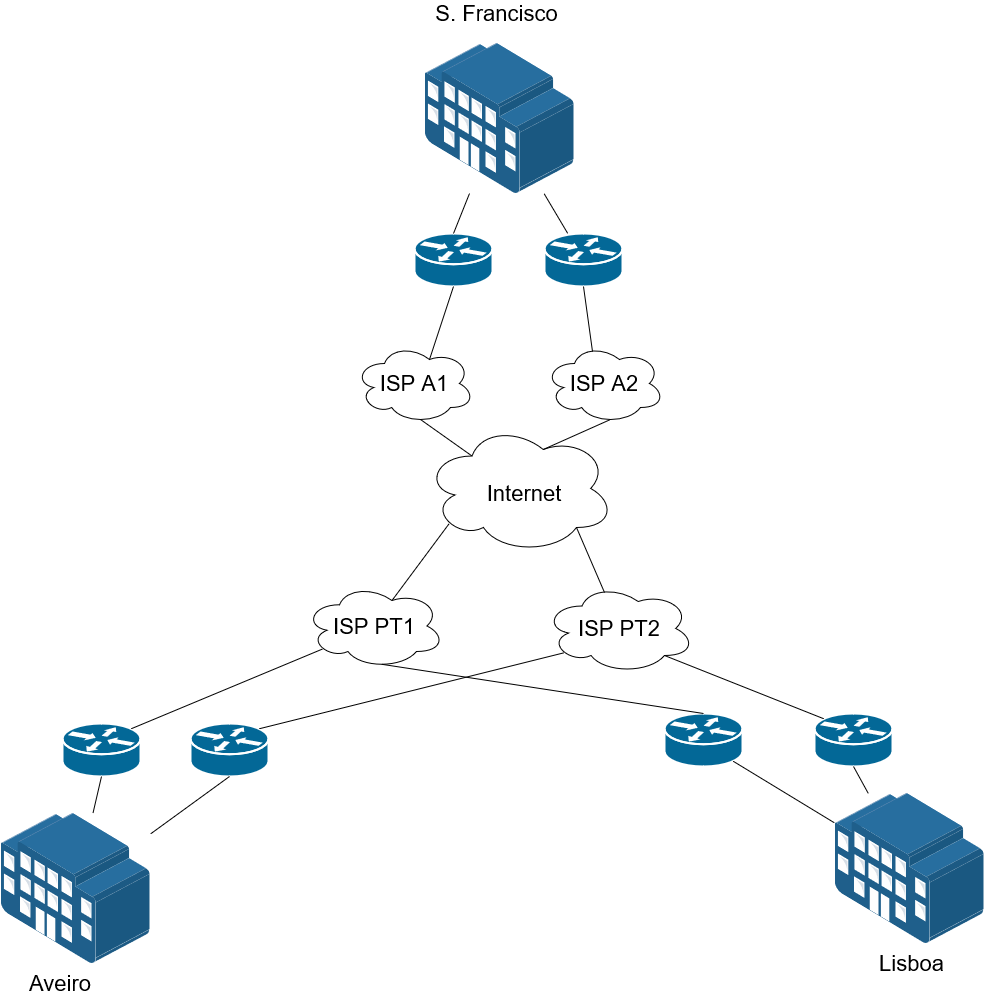 S. Francisco
ISP A1
ISP A2
Internet
ISP PT1
ISP PT2
Lisboa
Aveiro